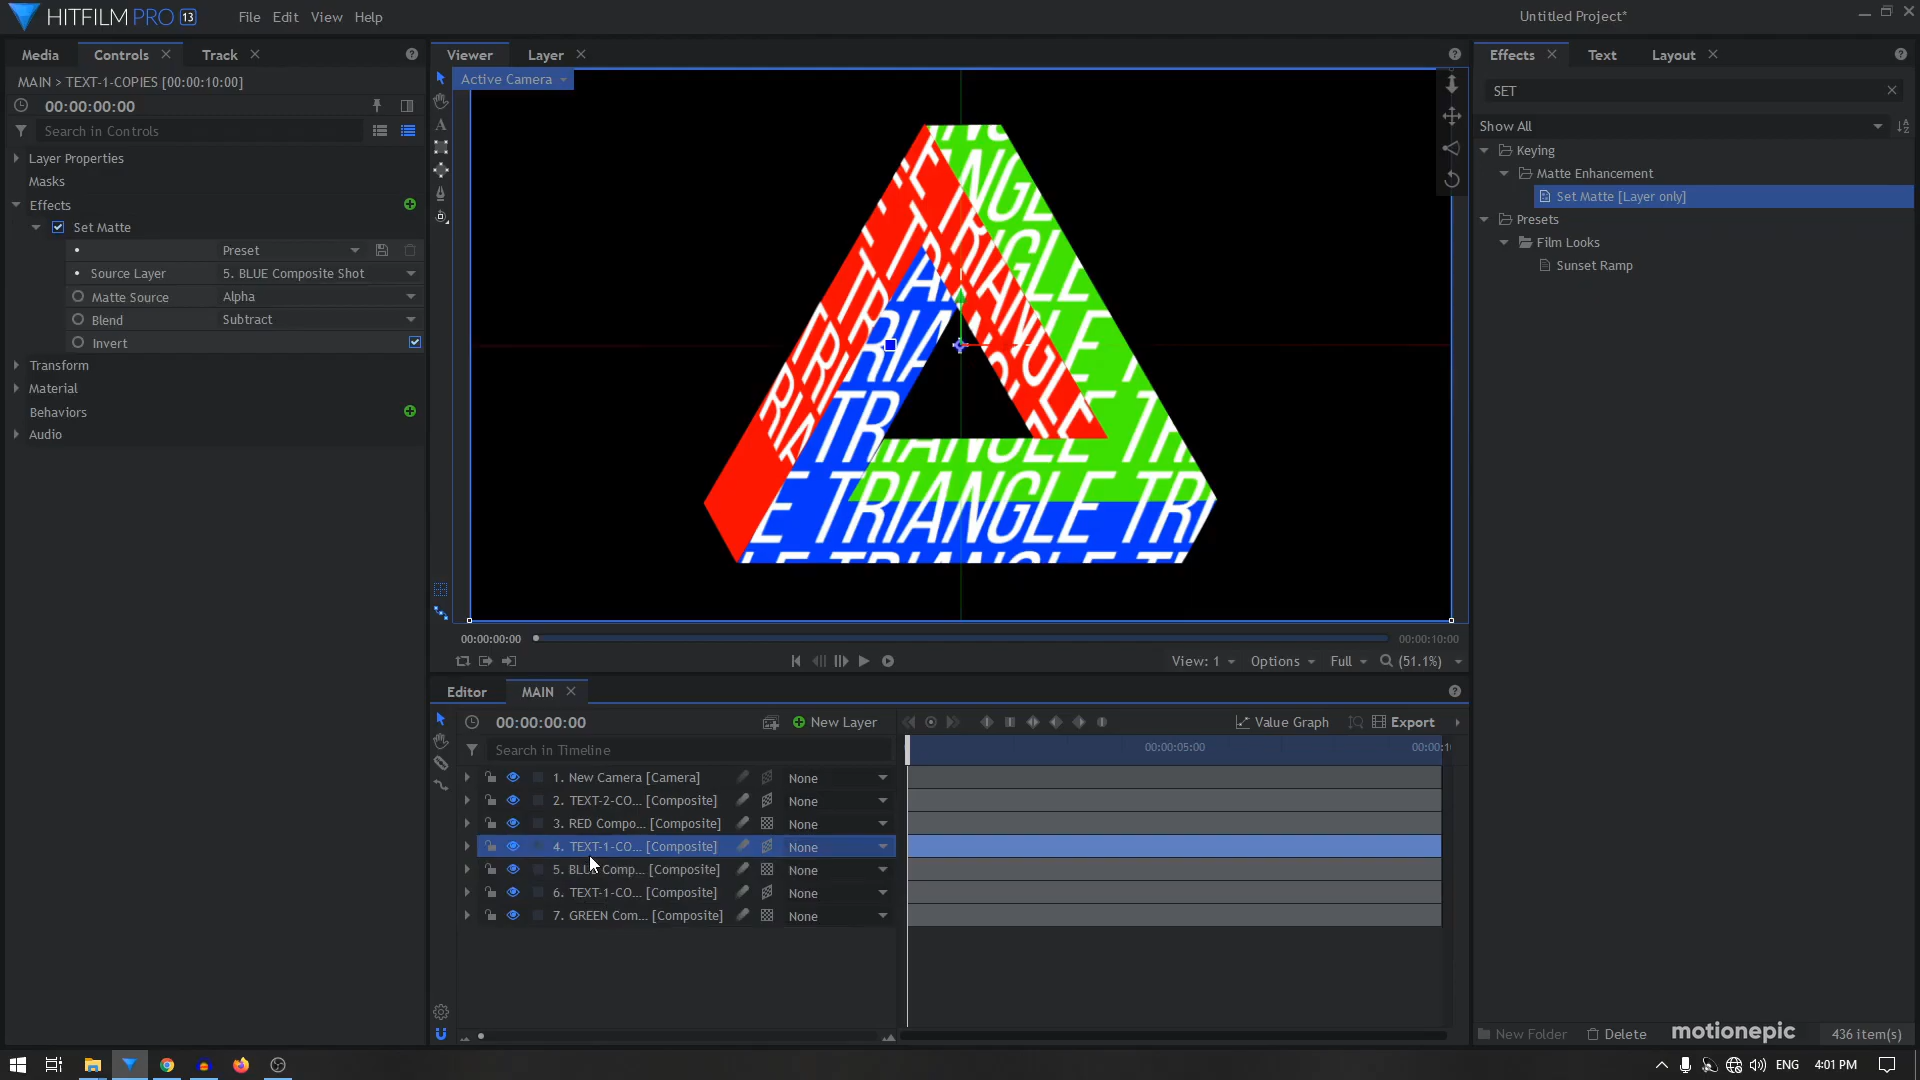 HITFILM PRO 13
File Edit View Help
Untitled Project*
Media Controls Track
Viewer Layer
Effects Text Layout
MAIN > TEXT-1-COPIES [00:00:10:00]
Active Camera
00:00:00:00
SET
Search in Controls
Show All
Layer Properties
Keying
Masks
Matte Enhancement
Effects
Set Matte [Layer only]
Set Matte
Presets
Preset
Film Looks
Source Layer 5. BLUE Composite Shot
Sunset Ramp
Matte Source Alpha
Blend Subtract
Invert
Transform
Material
Behaviors
Audio
TRIANGLE
TRIANGLE
E TRIANGLE TRI
00:00:00:00
00:00:10:00
View: 1 Options Full (51.1%)
Editor MAIN
00:00:00:00 New Layer Value Graph Export
Search in Timeline
00:00:05:00
00:00:1
1. New Camera [Camera] None
2. TEXT-2-CO... [Composite] None
3. RED Compo... [Composite] None
4. TEXT-1-CO... [Composite] None
5. BLU Comp... [Composite] None
6. TEXT-1-CO... [Composite] None
7. GREEN Com... [Composite] None
New Folder Delete motionepic 436 item(s)
ENG 4:01 PM